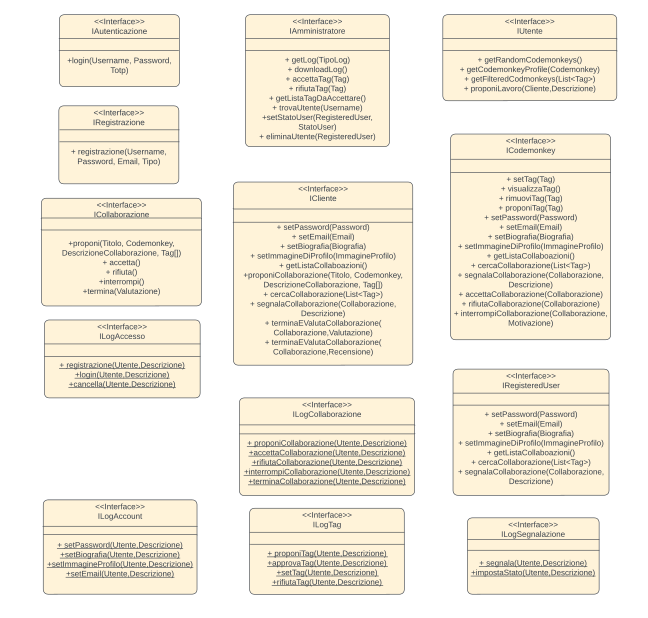 <<Interface>>
IAutenticazione
+login(Username, Password,
Totp)
<<Interface>>
IAmministratore
+ getLog(TipoLog)
+ downloadLog()
+ accettaTag(Tag)
+ rifiutaTag(Tag)
+ getListaTagDaAccettare()
+ trovaUtente(Username)
+setStatoUser(RegisteredUser,
StatoUser)
+ eliminaUtente(RegisteredUser)
<<Interface>>
IUtente
+ getRandomCodemonkeys()
+ getCodemonkeyProfile(Codemonkey)
+ getFilteredCodmonkeys(List<Tag>)
+ proponiLavoro(Cliente,Descrizione)
<<Interface>>
IRegistrazione
+ registrazione(Username,
Password, Email, Tipo)
<<Interface>>
ICodemonkey
+ setTag(Tag)
+ visualizzaTag()
+ rimuoviTag(Tag)
+ proponiTag(Tag)
+ setPassword(Password)
+ setEmail(Email)
+ setBiografia(Biografia)
+ setImmagineDiProfilo(ImmagineProfilo)
+ getListaCollaboazioni()
+ cercaCollaborazione(List<Tag>)
+ segnalaCollaborazione(Collaborazione,
Descrizione)
+ accettaCollaborazione(Collaborazione)
+ rifiutaCollaborazione(Collaborazione)
+ interrompiCollaborazione(Collaborazione,
Motivazione)
<<Interface>>
ICliente
+ setPassword(Password)
+ setEmail(Email)
+ setBiografia(Biografia)
+ setImmagineDiProfilo(ImmagineProfilo)
+ getListaCollaboazioni()
+proponiCollaborazione(Titolo, Codemonkey,
DescrizioneCollaborazione, Tag[])
+ cercaCollaborazione(List<Tag>)
+ segnalaCollaborazione(Collaborazione,
Descrizione)
+ terminaEValutaCollaborazione(
Collaborazione,Valutazione)
+ terminaEValutaCollaborazione(
Collaborazione,Recensione)
<<Interface>>
ICollaborazione
+proponi(Titolo, Codemonkey,
DescrizioneCollaborazione, Tag[])
+ accetta()
+ rifiuta()
+interrompi()
+termina(Valutazione)
<<Interface>>
ILogAccesso
+ registrazione(Utente,Descrizione)
+login(Utente,Descrizione)
+cancella(Utente,Descrizione)
<<Interface>>
IRegisteredUser
+ setPassword(Password)
+ setEmail(Email)
+ setBiografia(Biografia)
+ setImmagineDiProfilo(ImmagineProfilo)
+ getListaCollaboazioni()
+ cercaCollaborazione(List<Tag>)
+ segnalaCollaborazione(Collaborazione,
Descrizione)
<<Interface>>
ILogCollaborazione
+ proponiCollaborazione(Utente,Descrizione)
+accettaCollaborazione(Utente,Descrizione)
+rifiutaCollaborazione(Utente,Descrizione)
+interrompiCollaborazione(Utente,Descrizione)
+terminaCollaborazione(Utente,Descrizione)
<<Interface>>
ILogAccount
+ setPassword(Utente,Descrizione)
+setBiografia(Utente,Descrizione)
+setImmagineProfilo(Utente,Descrizione)
+setEmail(Utente,Descrizione)
<<Interface>>
ILogTag
+ proponiTag(Utente,Descrizione)
+approvaTag(Utente,Descrizione)
+setTag(Utente,Descrizione)
+rifiutaTag(Utente,Descrizione)
<<Interface>>
ILogSegnalazione
+ segnala(Utente,Descrizione)
+impostaStato(Utente,Descrizione)